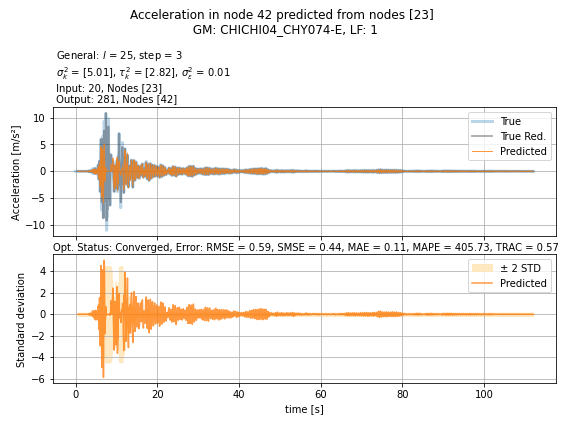 Acceleration in node 42 predicted from nodes [23]
GM: CHICHI04_CHY074-E, LF: 1
General: l = 25, step = 3
σ²ₖ = [5.01], τ²ₖ = [2.82], σ²ε = 0.01
Input: 20, Nodes [23]
Output: 281, Nodes [42]
Acceleration [m/s²]
10
5
0
−5
−10
True
True Red.
Predicted
Opt. Status: Converged, Error: RMSE = 0.59, SMSE = 0.44, MAE = 0.11, MAPE = 405.73, TRAC = 0.57
Standard deviation
4
2
0
−2
−4
−6
± 2 STD
Predicted
0 20 40 60 80 100
time [s]